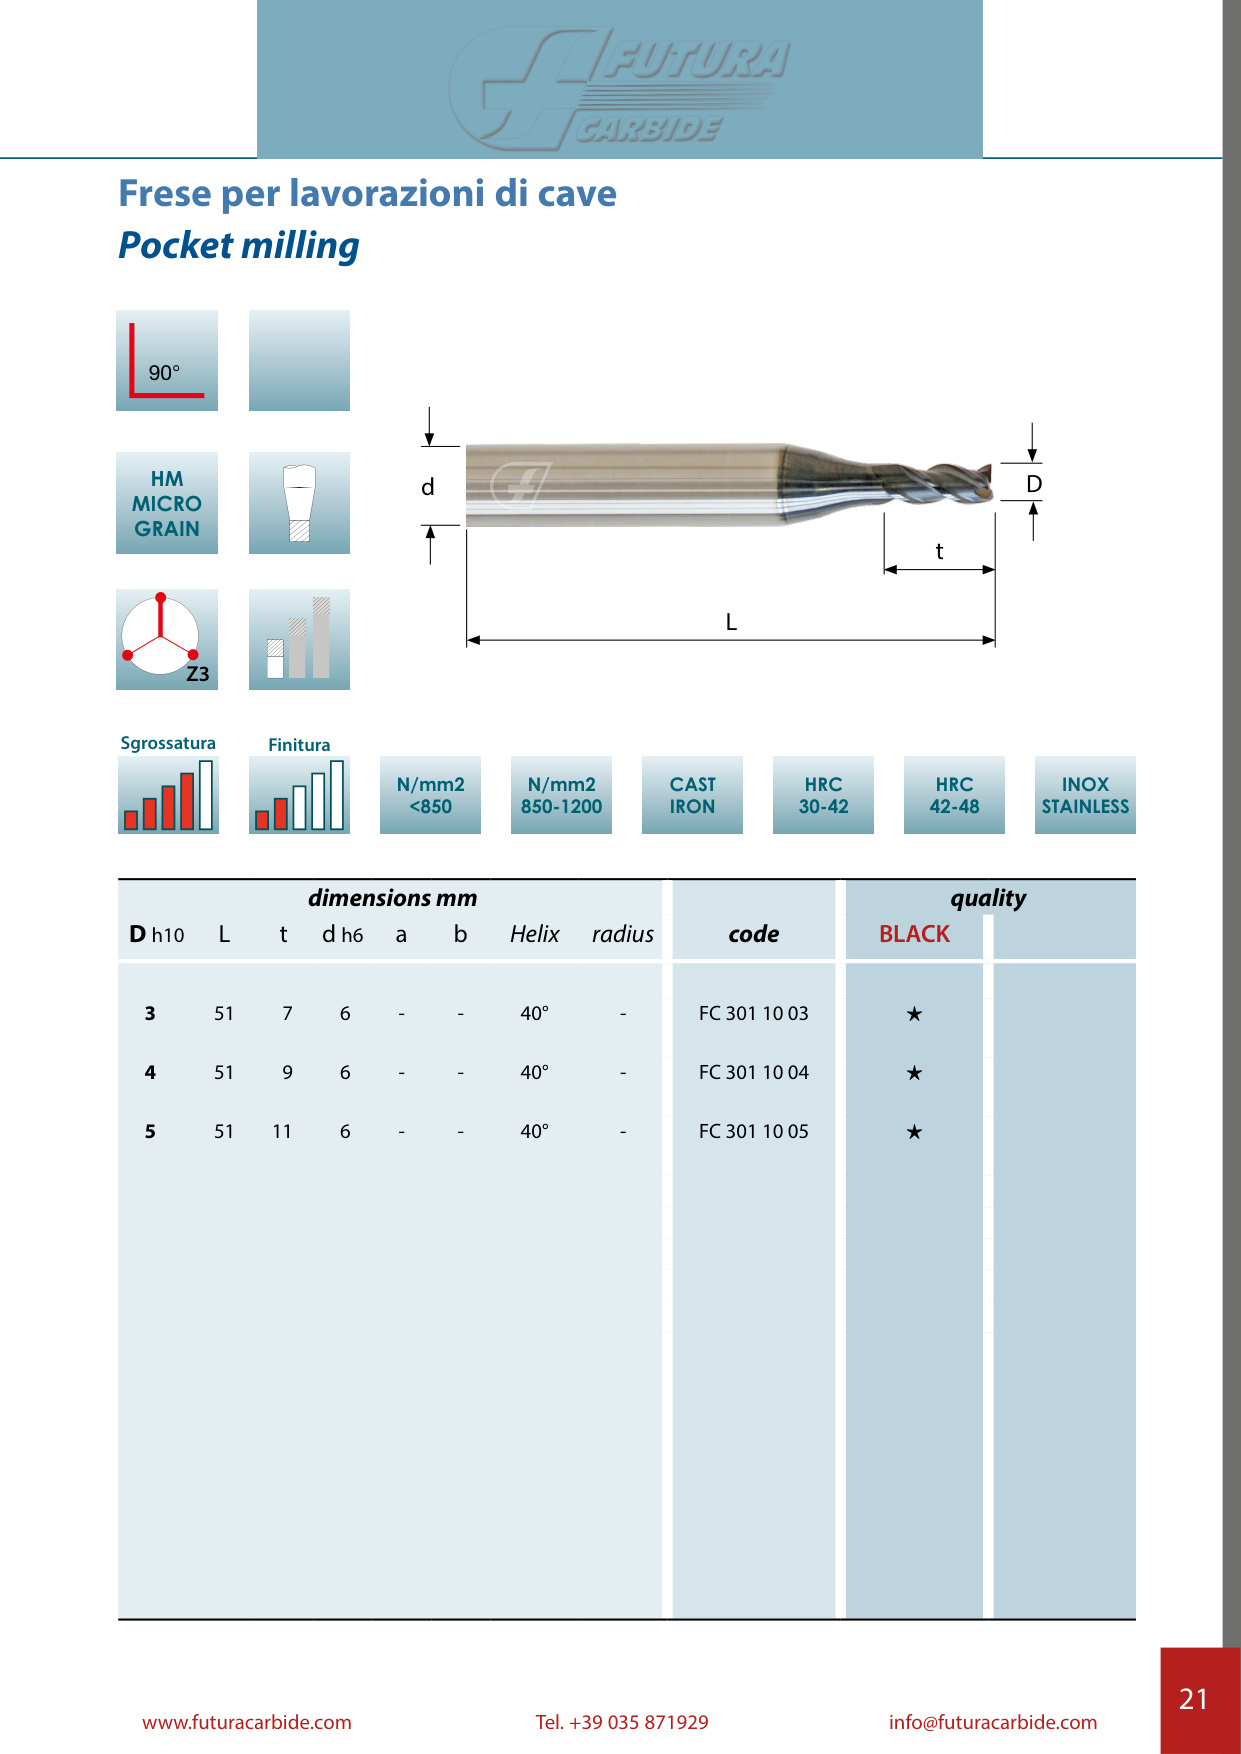 FUTURA
CARBIDE
Frese per lavorazioni di cave
Pocket milling
90°
HM
MICRO
GRAIN
Z3
d
D
t
L
Sgrossatura
Finitura
N/mm2
<850
N/mm2
850-1200
CAST
IRON
HRC
30-42
HRC
42-48
INOX
STAINLESS
dimensions mm quality
D h10 L t d h6 a b Helix radius code BLACK
3 51 7 6 - - 40° - FC 301 10 03 ★
4 51 9 6 - - 40° - FC 301 10 04 ★
5 51 11 6 - - 40° - FC 301 10 05 ★
21
www.futuracarbide.com Tel. +39 035 871929 info@futuracarbide.com